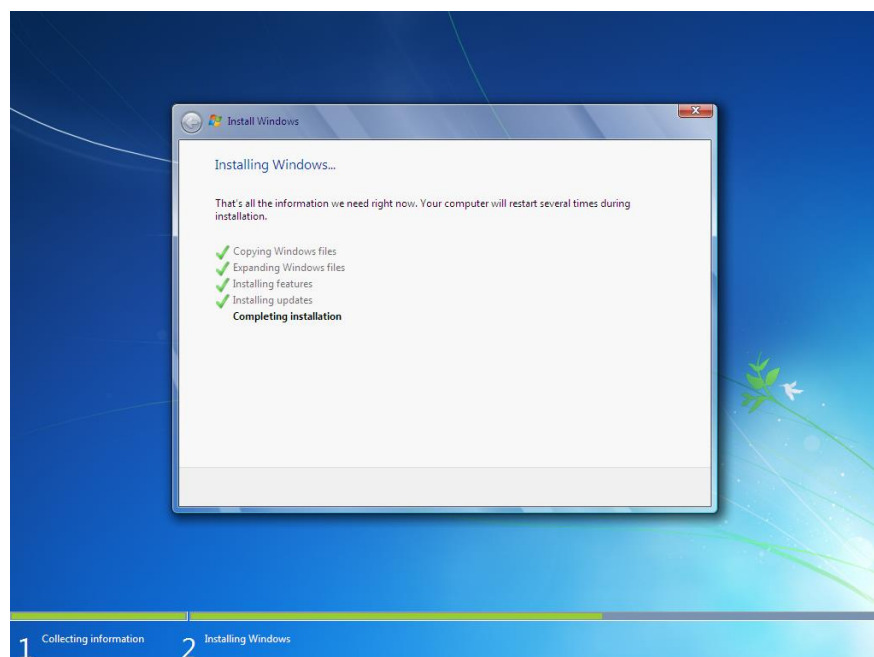 Install Windows
Installing Windows...
That's all the information we need right now. Your computer will restart several times during
installation.
Copying Windows files
Expanding Windows files
Installing features
Installing updates
Completing installation
1 Collecting information
2 Installing Windows